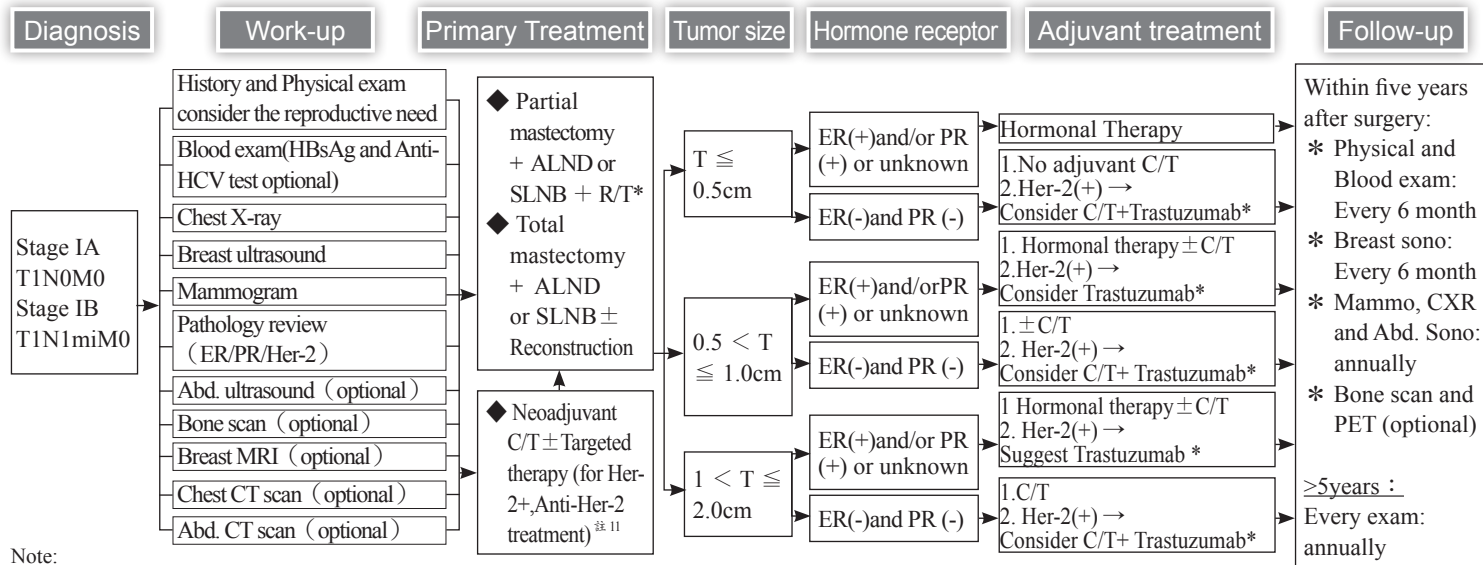 Diagnosis
Work-up
Primary Treatment
Tumor size
Hormone receptor
Adjuvant treatment
Follow-up
Stage IA
T1N0M0
Stage IB
T1N1miM0
History and Physical exam
consider the reproductive need
Blood exam(HBsAg and Anti-
HCV test optional)
Chest X-ray
Breast ultrasound
Mammogram
Pathology review
（ER/PR/Her-2）
Abd. ultrasound（optional）
Bone scan（optional）
Breast MRI（optional）
Chest CT scan（optional）
Abd. CT scan（optional）
◆ Partial
mastectomy
+ ALND or
SLNB + R/T*
◆ Total
mastectomy
+ ALND
or SLNB±
Reconstruction
◆ Neoadjuvant
C/T±Targeted
therapy (for Her-
2+,Anti-Her-2
treatment) 註 11
T ≦
0.5cm
0.5 < T
≦ 1.0cm
1 < T ≦
2.0cm
ER(+)and/or PR
(+) or unknown
ER(-)and PR (-)
ER(+)and/orPR
(+) or unknown
ER(-)and PR (-)
ER(+)and/or PR
(+) or unknown
ER(-)and PR (-)
Hormonal Therapy
1.No adjuvant C/T
2.Her-2(+) →
Consider C/T+Trastuzumab*
1. Hormonal therapy±C/T
2.Her-2(+) →
Consider Trastuzumab*
1.±C/T
2. Her-2(+) →
Consider C/T+ Trastuzumab*
1 Hormonal therapy±C/T
2. Her-2(+) →
Suggest Trastuzumab *
1.C/T
2. Her-2(+) →
Consider C/T+ Trastuzumab*
Within five years
after surgery:
* Physical and
Blood exam:
Every 6 month
* Breast sono:
Every 6 month
* Mammo, CXR
and Abd. Sono:
annually
* Bone scan and
PET (optional)
>5years：
Every exam:
annually
Note: